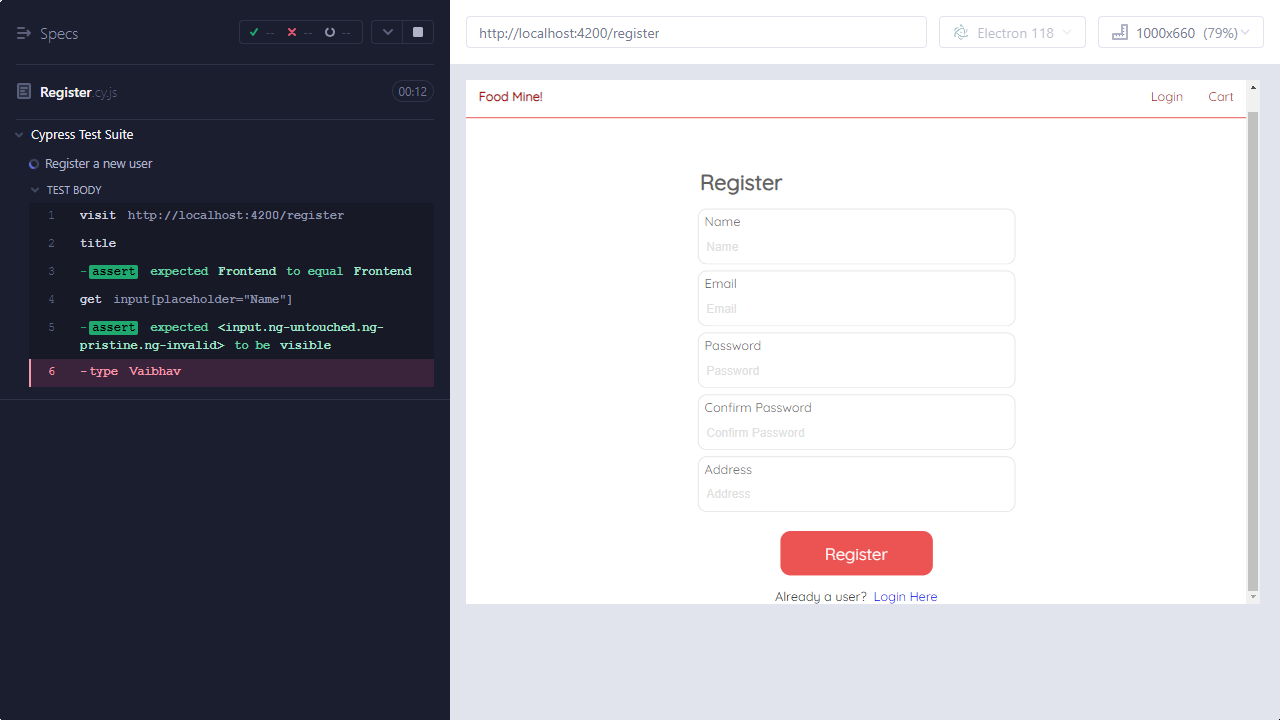 Specs
-- -- --
Register.cy.js 00:12
Cypress Test Suite
Register a new user
TEST BODY
1 visit http://localhost:4200/register
2 title
3 -assert expected Frontend to equal Frontend
4 get input[placeholder="Name"]
5 -assert expected <input.ng-untouched.ng-
pristine.ng-invalid> to be visible
6 -type Vaibhav
http://localhost:4200/register
Electron 118
1000x660 (79%)
Food Mine!
Login Cart
Register
Name
Name
Email
Email
Password
Password
Confirm Password
Confirm Password
Address
Address
Register
Already a user? Login Here